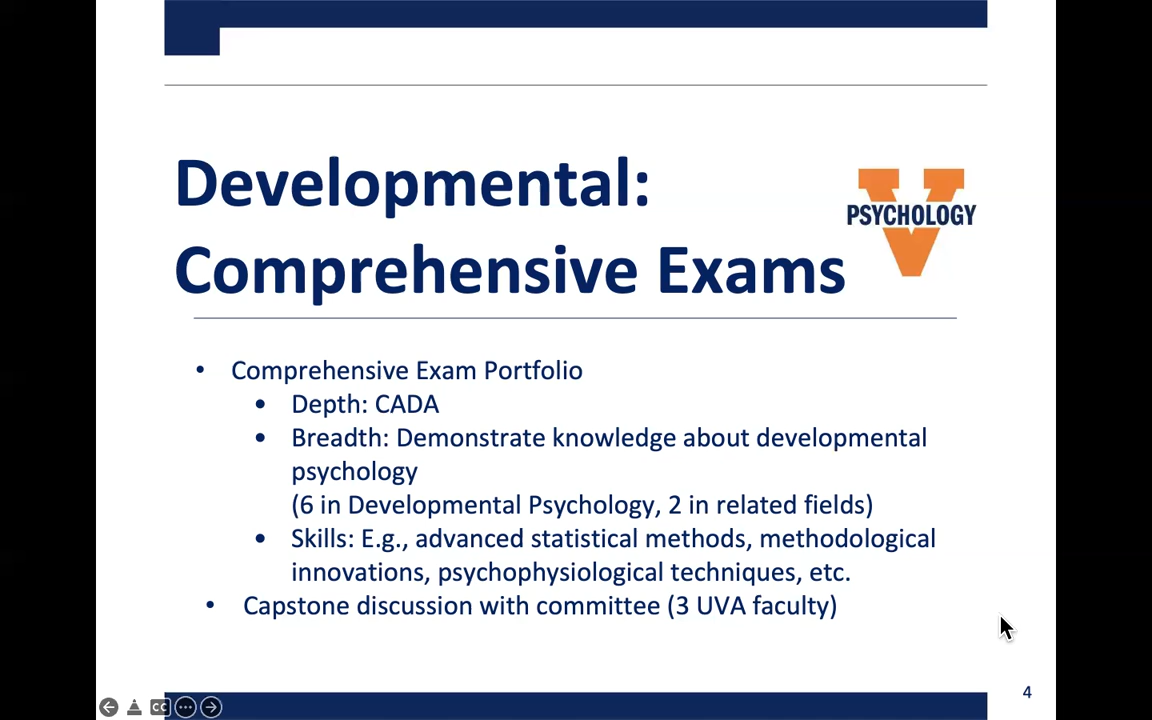 Developmental:
Comprehensive Exams
PSYCHOLOGY
• Comprehensive Exam Portfolio
• Depth: CADA
• Breadth: Demonstrate knowledge about developmental
psychology
(6 in Developmental Psychology, 2 in related fields)
• Skills: E.g., advanced statistical methods, methodological
innovations, psychophysiological techniques, etc.
• Capstone discussion with committee (3 UVA faculty)
4
CC